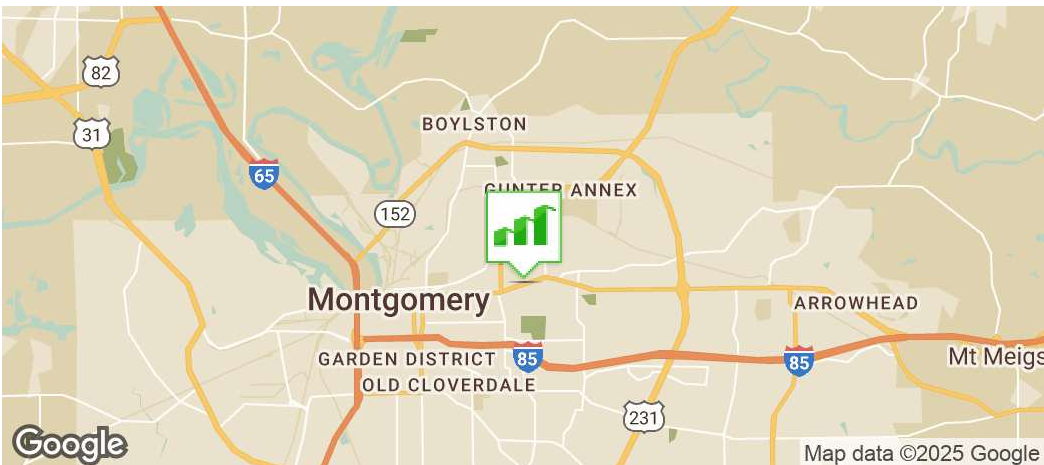 82
31
BOYLSTON
65
GUNTER ANNEX
152
Montgomery
ARROWHEAD
GARDEN DISTRICT
85
85
Mt Meigs
OLD CLOVERDALE
231
Google
Map data ©2025 Google